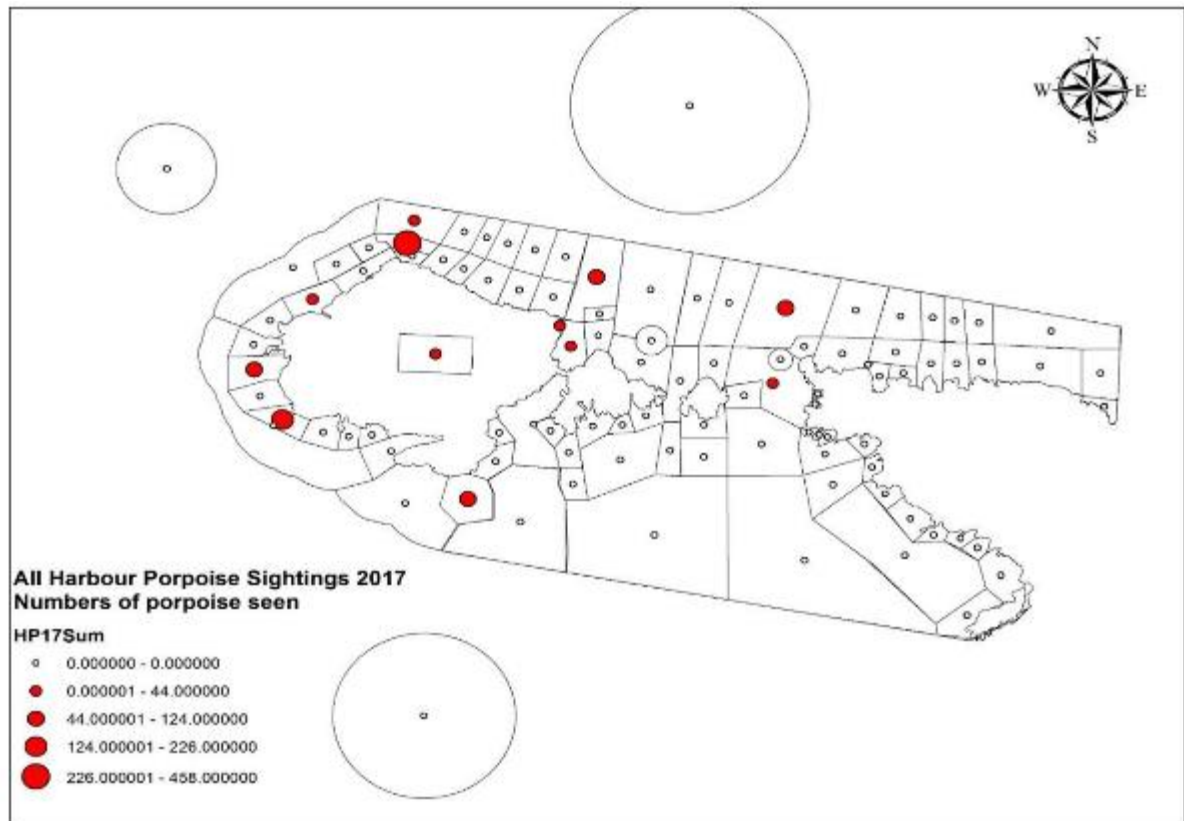 N
W E
S
All Harbour Porpoise Sightings 2017
Numbers of porpoise seen
HP17Sum
0.000000 - 0.000000
0.000001 - 44.000000
44.000001 - 124.000000
124.000001 - 226.000000
226.000001 - 458.000000